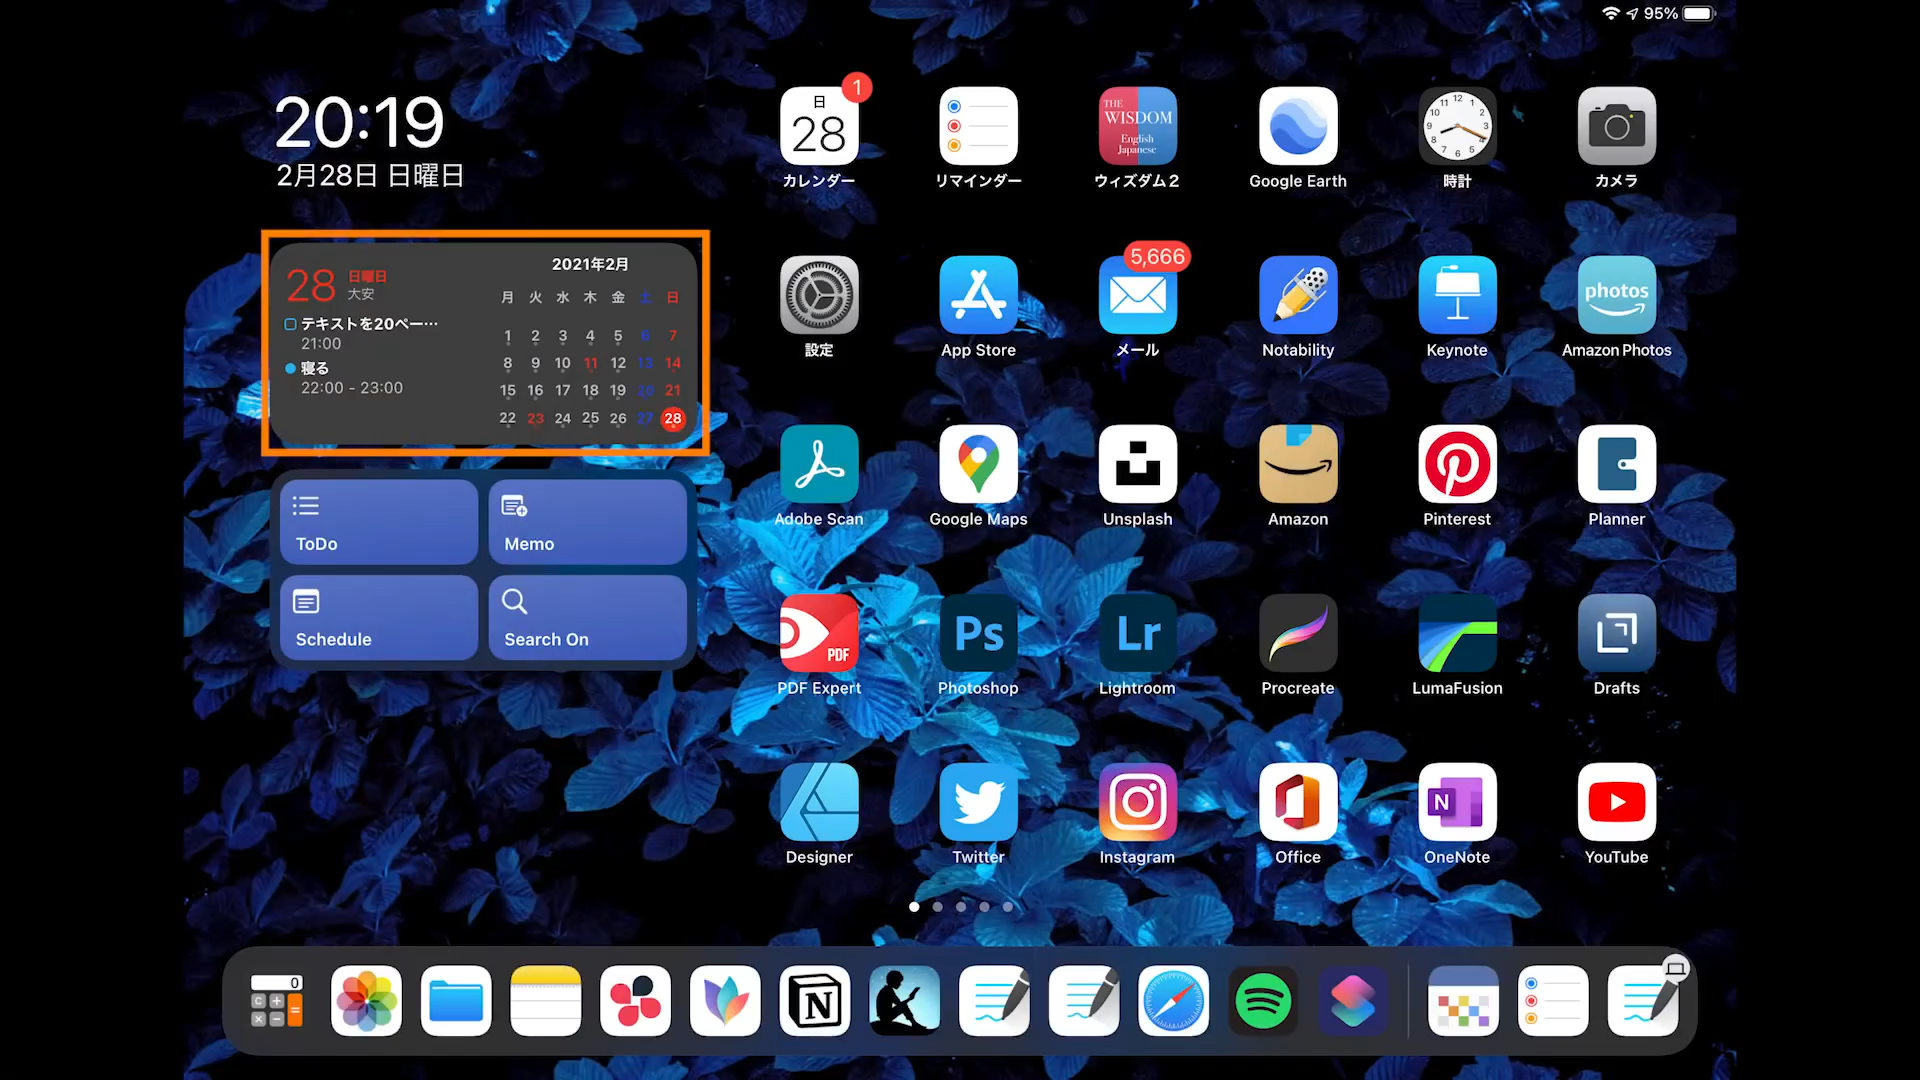 95%
20:19
2月28日 日曜日
28 日曜日
大安
テキストを20ペー…
21:00
寝る
22:00 - 23:00
2021年2月
月 火 水 木 金 土 日
1 2 3 4 5 6 7
8 9 10 11 12 13 14
15 16 17 18 19 20 21
22 23 24 25 26 27 28
ToDo
Memo
Schedule
Search On
日
28
1
THE
WISDOM
English
Japanese
カレンダー
リマインダー
ウィズダム2
Google Earth
時計
カメラ
5,666
photos
設定
App Store
メール
Notability
Keynote
Amazon Photos
Adobe Scan
Google Maps
Unsplash
Amazon
Pinterest
Planner
PDF
Ps
Lr
PDF Expert
Photoshop
Lightroom
Procreate
LumaFusion
Drafts
N
Designer
Twitter
Instagram
Office
OneNote
YouTube
0
C
N